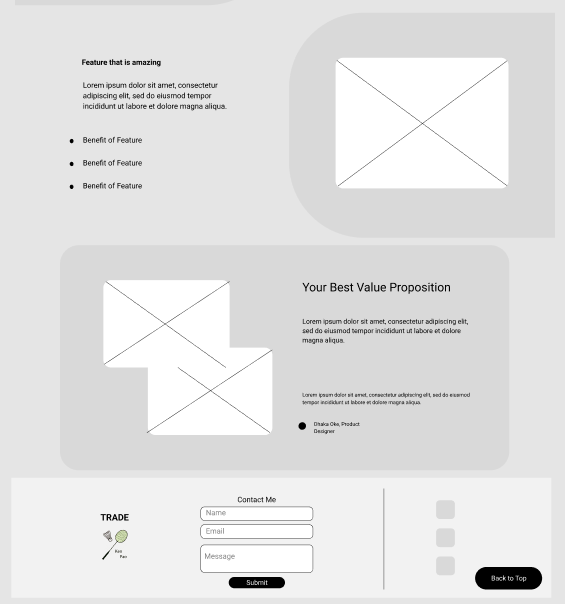 Feature that is amazing
Lorem ipsum dolor sit amet, consectetur
adipiscing elit, sed do eiusmod tempor
incididunt ut labore et dolore magna aliqua.
Benefit of Feature
Benefit of Feature
Benefit of Feature
Your Best Value Proposition
Lorem ipsum dolor sit amet, consectetur adipiscing elit,
sed do eiusmod tempor incididunt ut labore et dolore
magna aliqua.
Lorem ipsum dolor sit amet, consectetur adipiscing elit, sed do eiusmod
tempor incididunt ut labore et dolore magna aliqua.
Dhaka Oke, Product
Designer
TRADE
Contact Me
Name
Email
Message
Submit
Back to Top